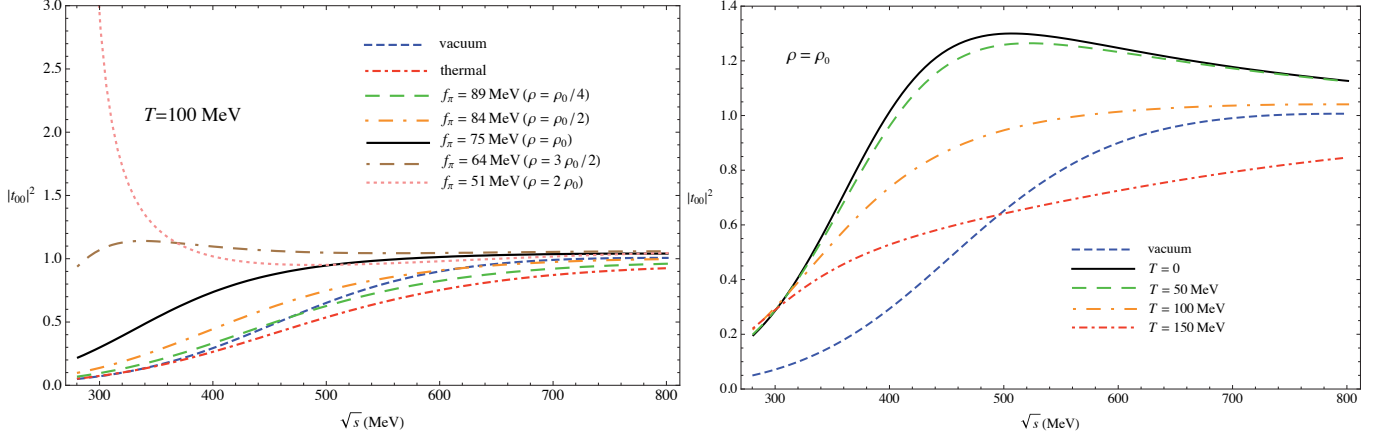 3.0
2.5
2.0
1.5
1.0
0.5
0.0
|t₀₀|²
T=100 MeV
vacuum
thermal
fπ = 89 MeV (ρ = ρ₀/4)
fπ = 84 MeV (ρ = ρ₀/2)
fπ = 75 MeV (ρ = ρ₀)
fπ = 64 MeV (ρ = 3 ρ₀/2)
fπ = 51 MeV (ρ = 2 ρ₀)
300 400 500 600 700 800
√s (MeV)
1.4
1.2
1.0
0.8
0.6
0.4
0.2
0.0
|t₀₀|²
ρ = ρ₀
vacuum
T = 0
T = 50 MeV
T = 100 MeV
T = 150 MeV
300 400 500 600 700 800
√s (MeV)